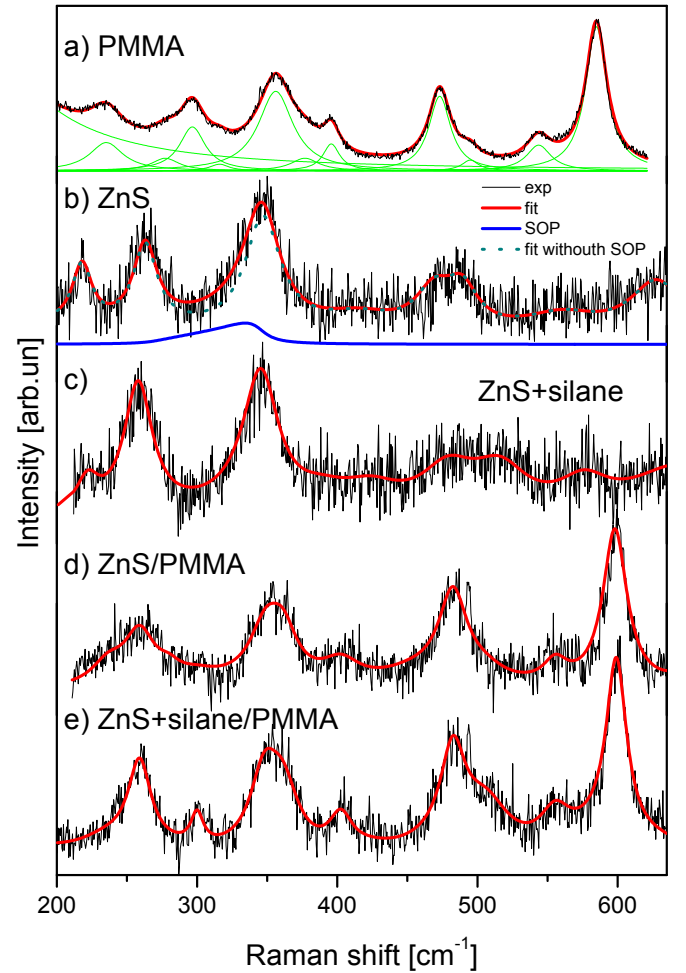 a) PMMA
b) ZnS
exp
fit
SOP
fit withouth SOP
c)
ZnS+silane
d) ZnS/PMMA
e) ZnS+silane/PMMA
Intensity [arb.un]
200 300 400 500 600
Raman shift [cm⁻¹]